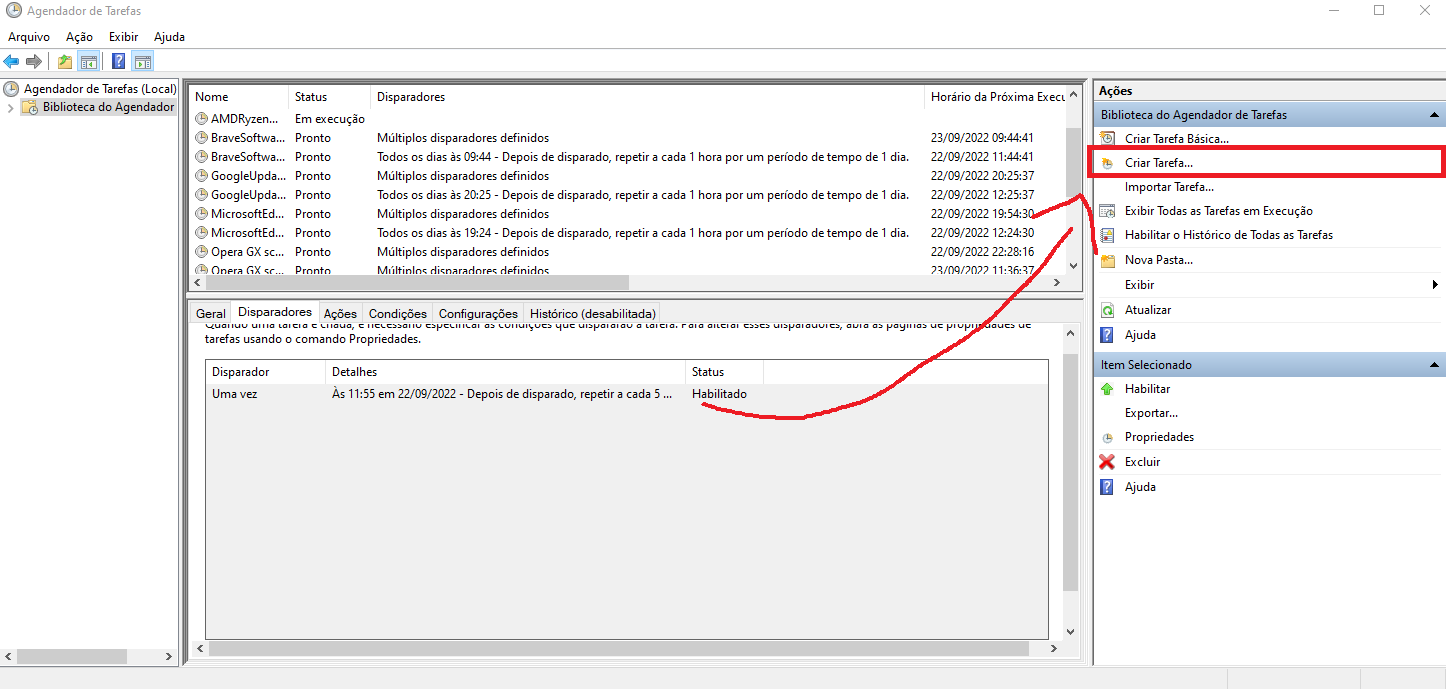 Agendador de Tarefas
Arquivo Ação Exibir Ajuda
Agendador de Tarefas (Local)
Biblioteca do Agendador
Nome Status Disparadores Horário da Próxima Execu
AMDRyzen... Em execução
BraveSoftwa... Pronto Múltiplos disparadores definidos 23/09/2022 09:44:41
BraveSoftwa... Pronto Todos os dias às 09:44 - Depois de disparado, repetir a cada 1 hora por um período de tempo de 1 dia. 22/09/2022 11:44:41
GoogleUpda... Pronto Múltiplos disparadores definidos 22/09/2022 20:25:37
GoogleUpda... Pronto Todos os dias às 20:25 - Depois de disparado, repetir a cada 1 hora por um período de tempo de 1 dia. 22/09/2022 12:25:37
MicrosoftEd... Pronto Múltiplos disparadores definidos 22/09/2022 19:54:30
MicrosoftEd... Pronto Todos os dias às 19:24 - Depois de disparado, repetir a cada 1 hora por um período de tempo de 1 dia. 22/09/2022 12:24:30
Opera GX sc... Pronto Múltiplos disparadores definidos 22/09/2022 22:28:16
Opera GX sc... Pronto Múltiplos disparadores definidos 23/09/2022 11:36:37
Geral Disparadores Ações Condições Configurações Histórico (desabilitada)
Quando uma tarefa é criada, é necessário especificar as condições que dispararão a tarefa. Para alterar esses disparadores, abra as páginas de propriedades de
tarefas usando o comando Propriedades.
Disparador Detalhes Status
Uma vez Às 11:55 em 22/09/2022 - Depois de disparado, repetir a cada 5 ... Habilitado
Ações
Biblioteca do Agendador de Tarefas
Criar Tarefa Básica...
Criar Tarefa...
Importar Tarefa...
Exibir Todas as Tarefas em Execução
Habilitar o Histórico de Todas as Tarefas
Nova Pasta...
Exibir
Atualizar
Ajuda
Item Selecionado
Habilitar
Exportar...
Propriedades
Excluir
Ajuda